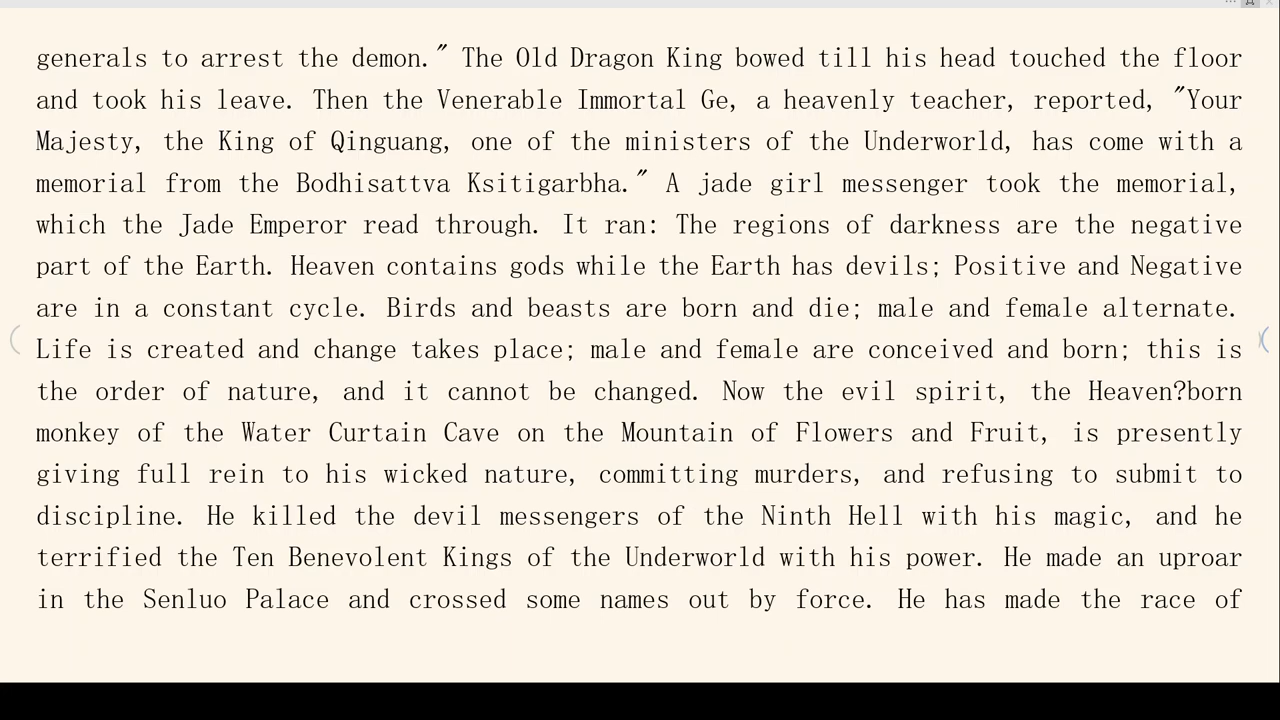 generals to arrest the demon." The Old Dragon King bowed till his head touched the floor
and took his leave. Then the Venerable Immortal Ge, a heavenly teacher, reported, "Your
Majesty, the King of Qinguang, one of the ministers of the Underworld, has come with a
memorial from the Bodhisattva Ksitigarbha." A jade girl messenger took the memorial,
which the Jade Emperor read through. It ran: The regions of darkness are the negative
part of the Earth. Heaven contains gods while the Earth has devils; Positive and Negative
are in a constant cycle. Birds and beasts are born and die; male and female alternate.
Life is created and change takes place; male and female are conceived and born; this is
the order of nature, and it cannot be changed. Now the evil spirit, the Heaven?born
monkey of the Water Curtain Cave on the Mountain of Flowers and Fruit, is presently
giving full rein to his wicked nature, committing murders, and refusing to submit to
discipline. He killed the devil messengers of the Ninth Hell with his magic, and he
terrified the Ten Benevolent Kings of the Underworld with his power. He made an uproar
in the Senluo Palace and crossed some names out by force. He has made the race of